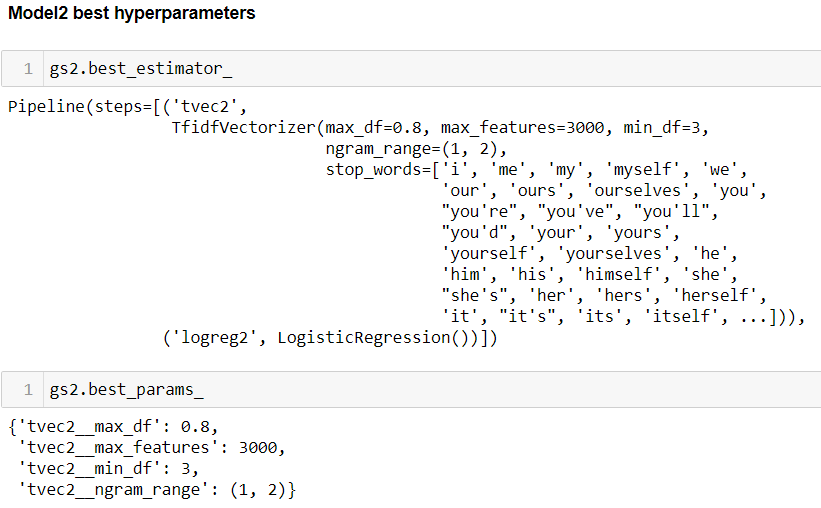 Model2 best hyperparameters
1 gs2.best_estimator_
Pipeline(steps=[('tvec2',
TfidfVectorizer(max_df=0.8, max_features=3000, min_df=3,
ngram_range=(1, 2),
stop_words=['i', 'me', 'my', 'myself', 'we',
'our', 'ours', 'ourselves', 'you',
"you're", "you've", "you'll",
"you'd", 'your', 'yours',
'yourself', 'yourselves', 'he',
'him', 'his', 'himself', 'she',
"she's", 'her', 'hers', 'herself',
'it', "it's", 'its', 'itself', ...])),
('logreg2', LogisticRegression())])
1 gs2.best_params_
{'tvec2__max_df': 0.8,
'tvec2__max_features': 3000,
'tvec2__min_df': 3,
'tvec2__ngram_range': (1, 2)}